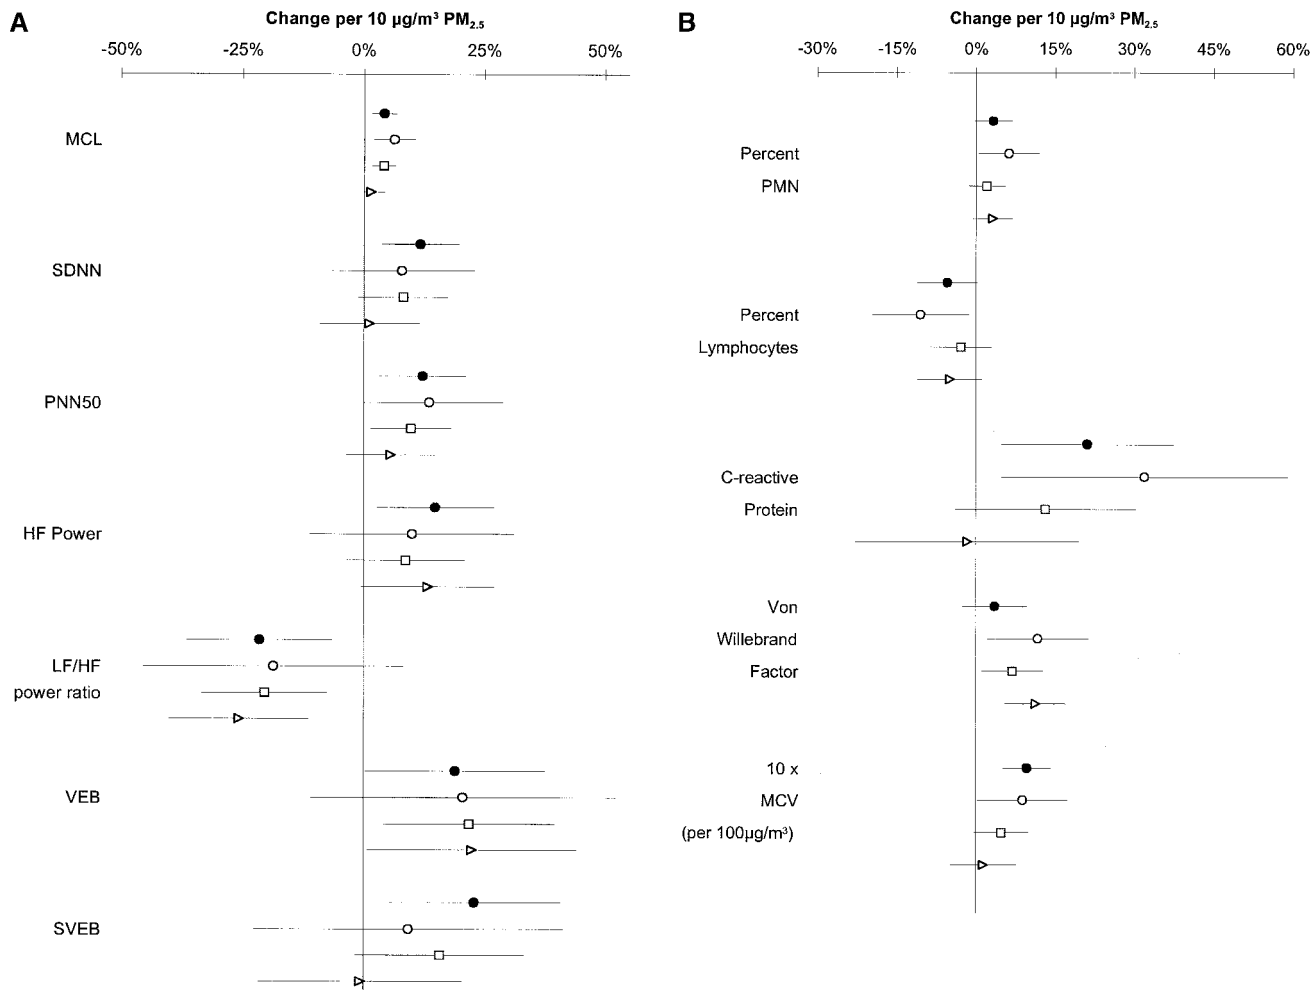 A
Change per 10 µg/m³ PM2.5
-50% -25% 0% 25% 50%
MCL
SDNN
PNN50
HF Power
LF/HF
power ratio
VEB
SVEB
B
Change per 10 µg/m³ PM2.5
-30% -15% 0% 15% 30% 45% 60%
Percent
PMN
Percent
Lymphocytes
C-reactive
Protein
Von
Willebrand
Factor
10 x
MCV
(per 100µg/m³)